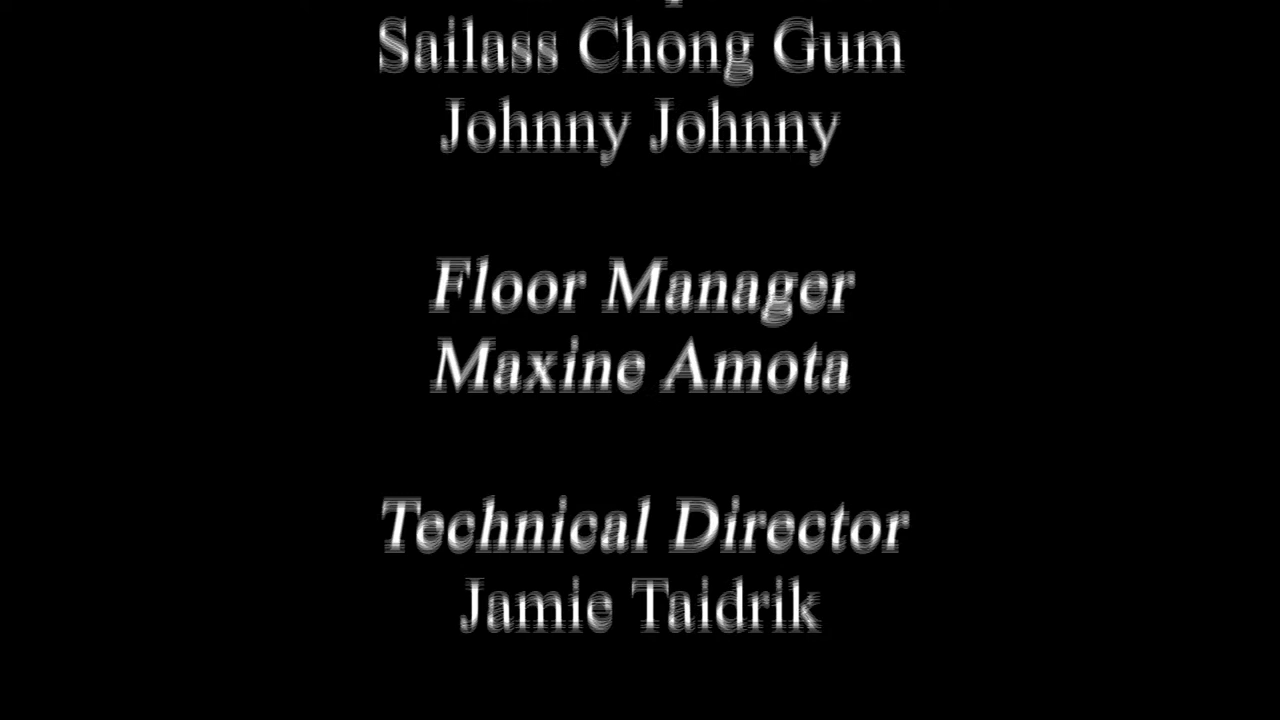 Sailass Chong Gum
Johnny Johnny
Floor Manager
Maxine Amota
Technical Director
Jamie Taidrik